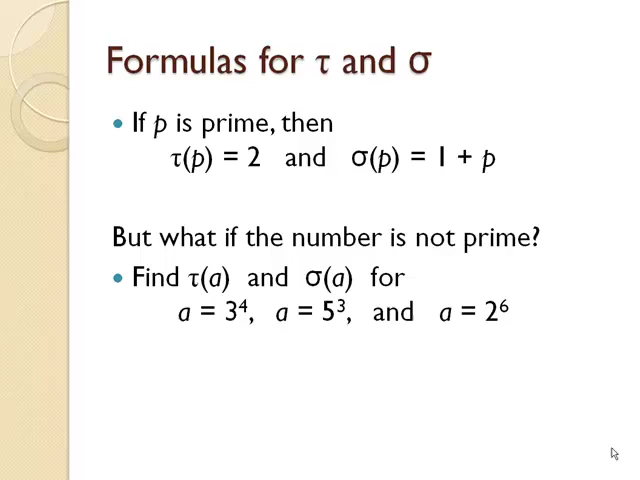 Formulas for τ and σ
• If p is prime, then
τ(p) = 2 and σ(p) = 1 + p
But what if the number is not prime?
• Find τ(a) and σ(a) for
a = 3⁴, a = 5³, and a = 2⁶